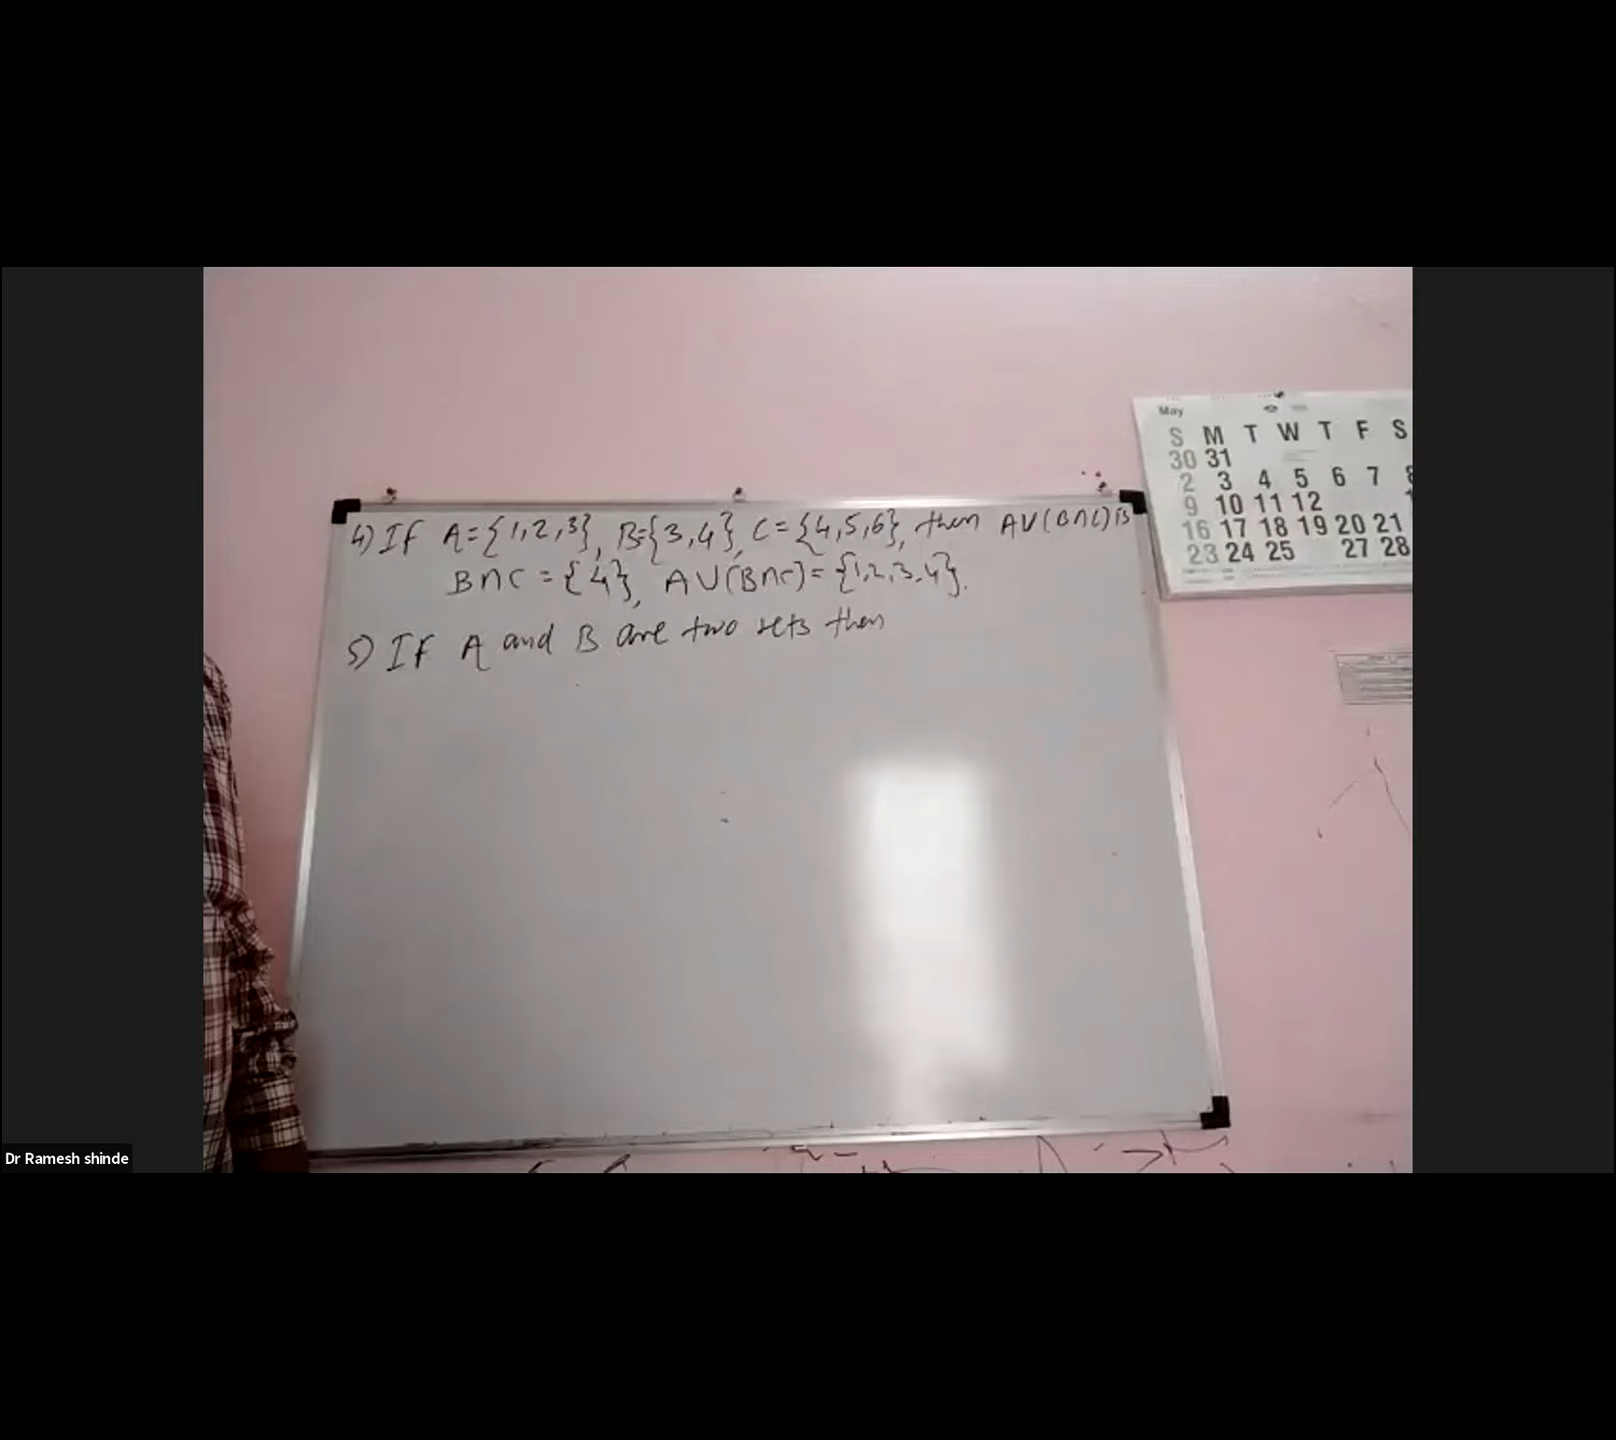 May
S M T W T F S
30 31
2 3 4 5 6 7 8
9 10 11 12
16 17 18 19 20 21
23 24 25 27 28
4) If A={1,2,3}, B={3,4}, C={4,5,6}, then A∪(B∩C) is
B∩C = {4}, A∪(B∩C)= {1,2,3,4}.
5) If A and B are two sets then
Dr Ramesh shinde